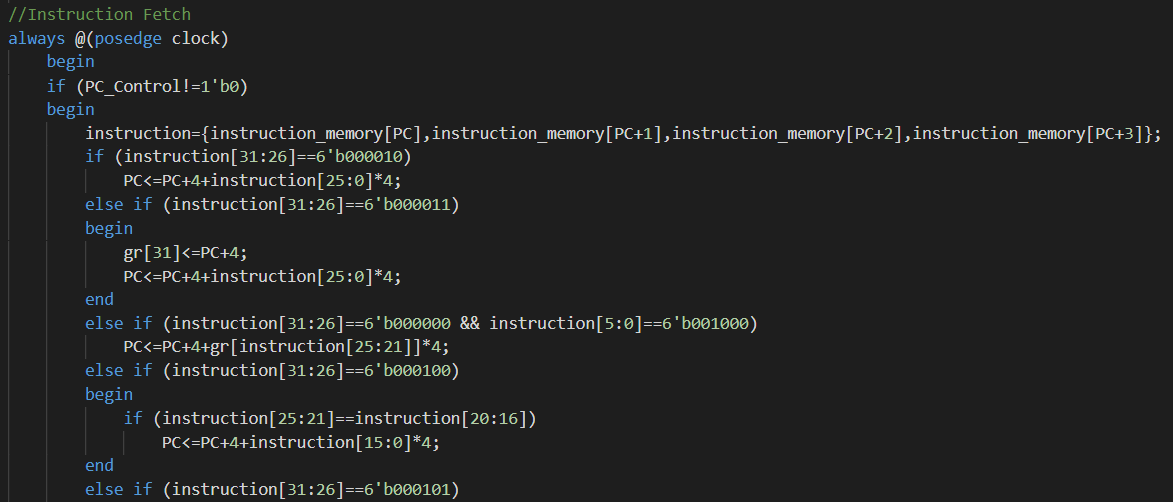 //Instruction Fetch
always @(posedge clock)
begin
if (PC_Control!=1'b0)
begin
instruction={instruction_memory[PC],instruction_memory[PC+1],instruction_memory[PC+2],instruction_memory[PC+3]};
if (instruction[31:26]==6'b000010)
PC<=PC+4+instruction[25:0]*4;
else if (instruction[31:26]==6'b000011)
begin
gr[31]<=PC+4;
PC<=PC+4+instruction[25:0]*4;
end
else if (instruction[31:26]==6'b000000 && instruction[5:0]==6'b001000)
PC<=PC+4+gr[instruction[25:21]]*4;
else if (instruction[31:26]==6'b000100)
begin
if (instruction[25:21]==instruction[20:16])
PC<=PC+4+instruction[15:0]*4;
end
else if (instruction[31:26]==6'b000101)